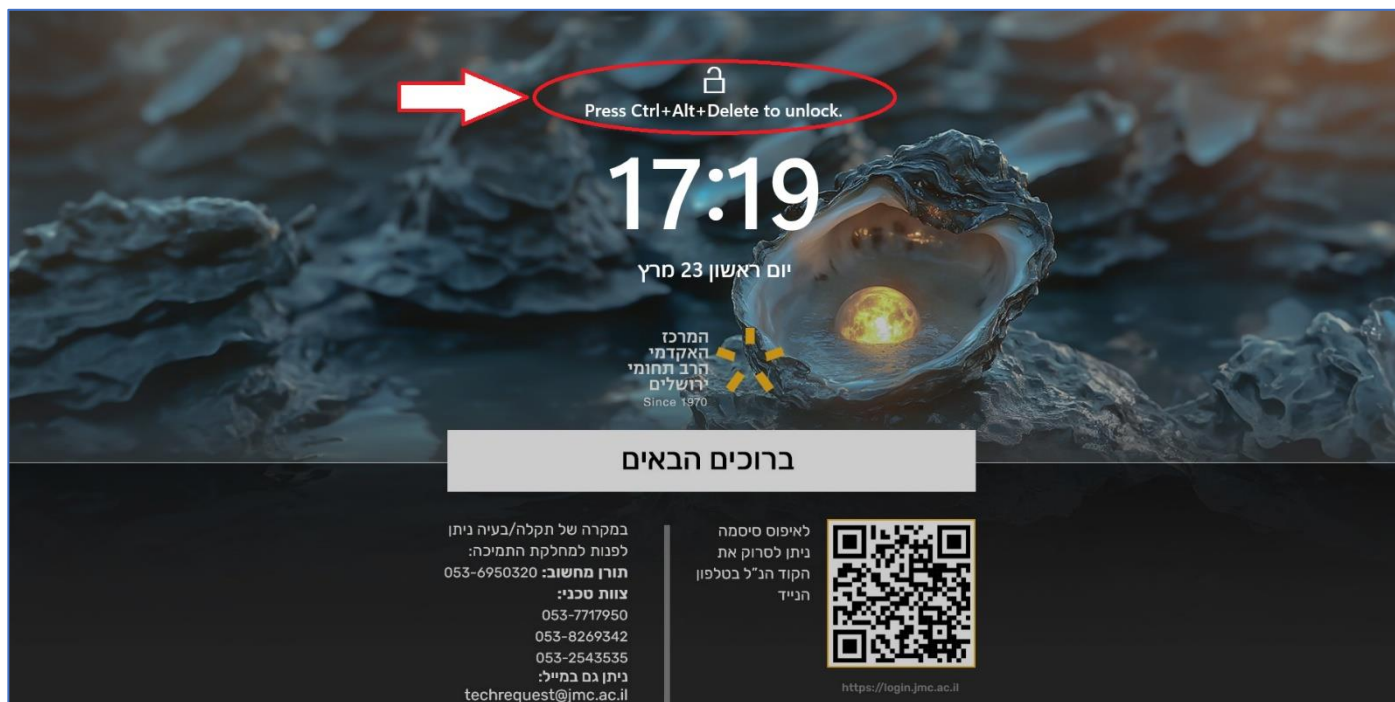 Press Ctrl+Alt+Delete to unlock.
17:19
יום ראשון 23 מרץ
המרכז
האקדמי
הרב תחומי
ירושלים
Since 1970
ברוכים הבאים
לאיפוס סיסמה
ניתן לסרוק את
הקוד הנ"ל בטלפון
הנייד
https://login.jmc.ac.il
במקרה של תקלה/בעיה ניתן
לפנות למחלקת התמיכה:
תורן מחשוב: 053-6950320
צוות טכני:
053-7717950
053-8269342
053-2543535
ניתן גם במייל:
techrequest@jmc.ac.il